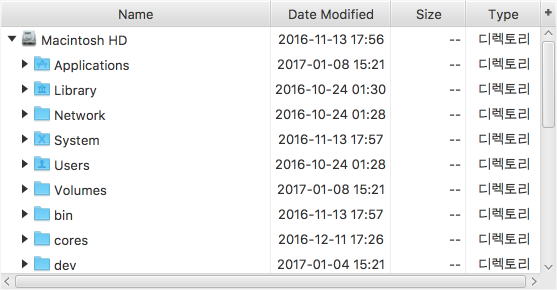 Name Date Modified Size Type +
Macintosh HD 2016-11-13 17:56 -- 디렉토리
Applications 2017-01-08 15:21 -- 디렉토리
Library 2016-10-24 01:30 -- 디렉토리
Network 2016-10-24 01:28 -- 디렉토리
System 2016-11-13 17:57 -- 디렉토리
Users 2016-10-24 01:28 -- 디렉토리
Volumes 2017-01-08 15:21 -- 디렉토리
bin 2016-11-13 17:57 -- 디렉토리
cores 2016-12-11 17:26 -- 디렉토리
dev 2017-01-04 15:21 -- 디렉토리